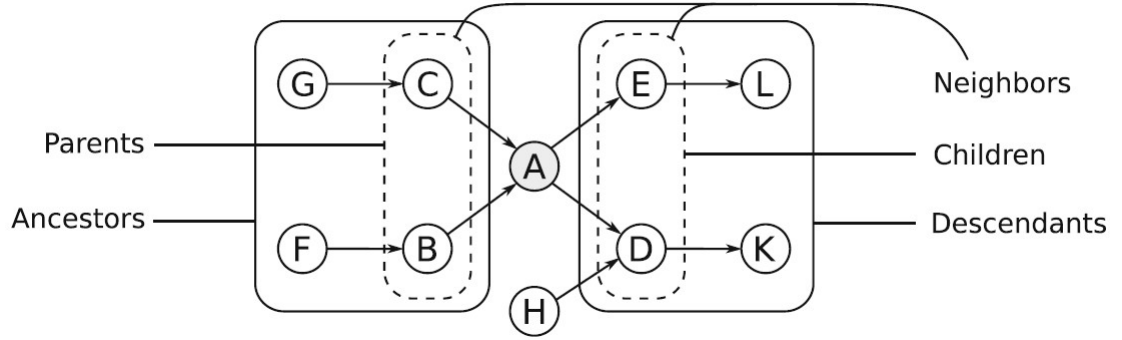 G C E L
Neighbors
Parents
A
Children
Ancestors
Descendants
F B D K
H